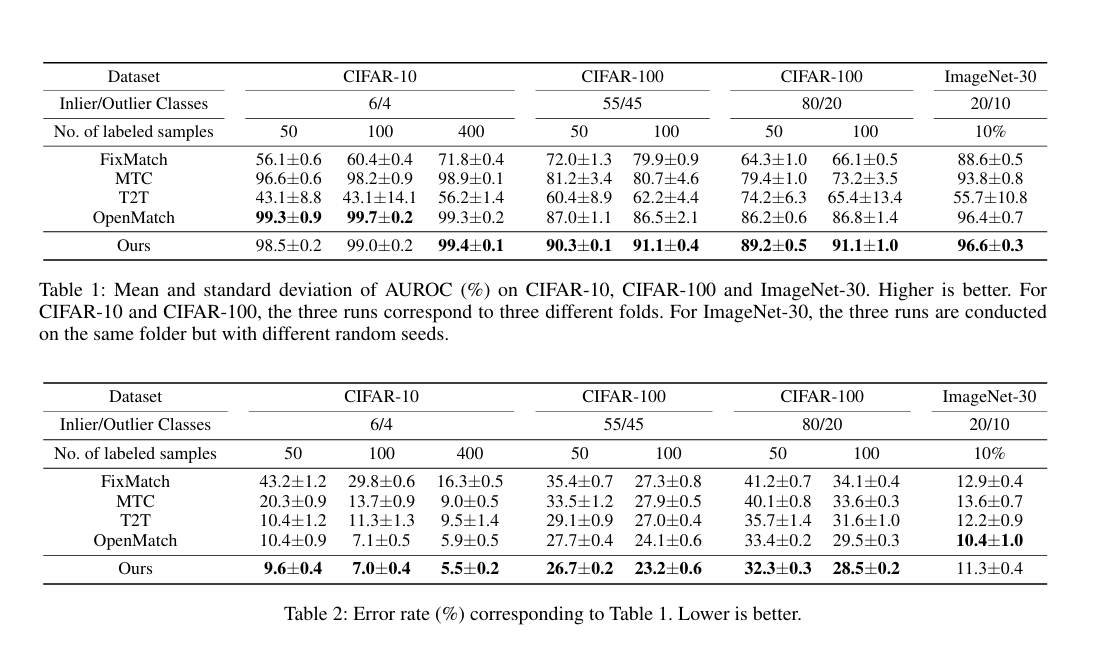 Dataset CIFAR-10 CIFAR-100 CIFAR-100 ImageNet-30
Inlier/Outlier Classes 6/4 55/45 80/20 20/10
No. of labeled samples 50 100 400 50 100 50 100 10%
FixMatch 56.1±0.6 60.4±0.4 71.8±0.4 72.0±1.3 79.9±0.9 64.3±1.0 66.1±0.5 88.6±0.5
MTC 96.6±0.6 98.2±0.9 98.9±0.1 81.2±3.4 80.7±4.6 79.4±1.0 73.2±3.5 93.8±0.8
T2T 43.1±8.8 43.1±14.1 56.2±1.4 60.4±8.9 62.2±4.4 74.2±6.3 65.4±13.4 55.7±10.8
OpenMatch 99.3±0.9 99.7±0.2 99.3±0.2 87.0±1.1 86.5±2.1 86.2±0.6 86.8±1.4 96.4±0.7
Ours 98.5±0.2 99.0±0.2 99.4±0.1 90.3±0.1 91.1±0.4 89.2±0.5 91.1±1.0 96.6±0.3
Table 1: Mean and standard deviation of AUROC (%) on CIFAR-10, CIFAR-100 and ImageNet-30. Higher is better. For
CIFAR-10 and CIFAR-100, the three runs correspond to three different folds. For ImageNet-30, the three runs are conducted
on the same folder but with different random seeds.
Dataset CIFAR-10 CIFAR-100 CIFAR-100 ImageNet-30
Inlier/Outlier Classes 6/4 55/45 80/20 20/10
No. of labeled samples 50 100 400 50 100 50 100 10%
FixMatch 43.2±1.2 29.8±0.6 16.3±0.5 35.4±0.7 27.3±0.8 41.2±0.7 34.1±0.4 12.9±0.4
MTC 20.3±0.9 13.7±0.9 9.0±0.5 33.5±1.2 27.9±0.5 40.1±0.8 33.6±0.3 13.6±0.7
T2T 10.4±1.2 11.3±1.3 9.5±1.4 29.1±0.9 27.0±0.4 35.7±1.4 31.6±1.0 12.2±0.9
OpenMatch 10.4±0.9 7.1±0.5 5.9±0.5 27.7±0.4 24.1±0.6 33.4±0.2 29.5±0.3 10.4±1.0
Ours 9.6±0.4 7.0±0.4 5.5±0.2 26.7±0.2 23.2±0.6 32.3±0.3 28.5±0.2 11.3±0.4
Table 2: Error rate (%) corresponding to Table 1. Lower is better.